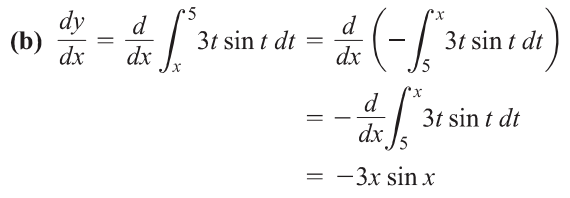 (b) dy/dx = d/dx ∫_x^5 3t sin t dt = d/dx (−∫_5^x 3t sin t dt)
= −d/dx ∫_5^x 3t sin t dt
= −3x sin x